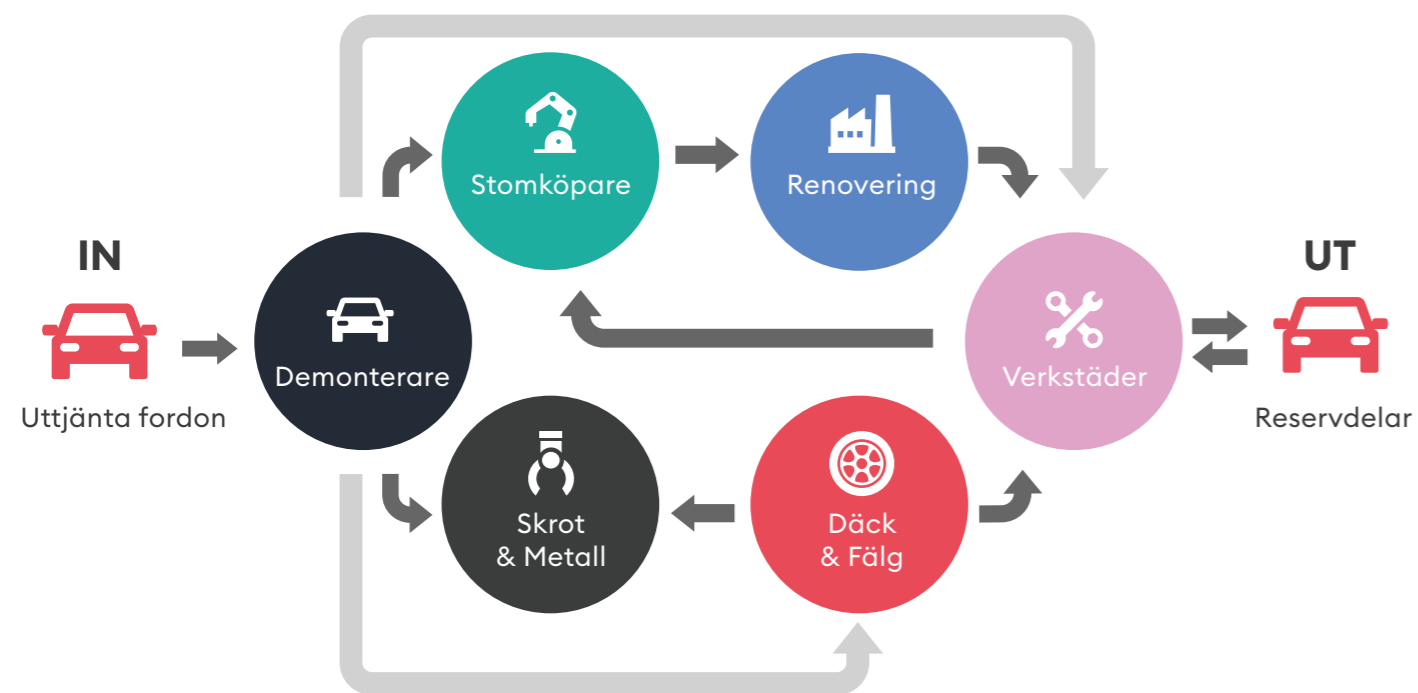 Stomköpare
Renovering
IN
UT
Demonterare
Verkstäder
Uttjänta fordon
Reservdelar
Skrot
& Metall
Däck
& Fälg